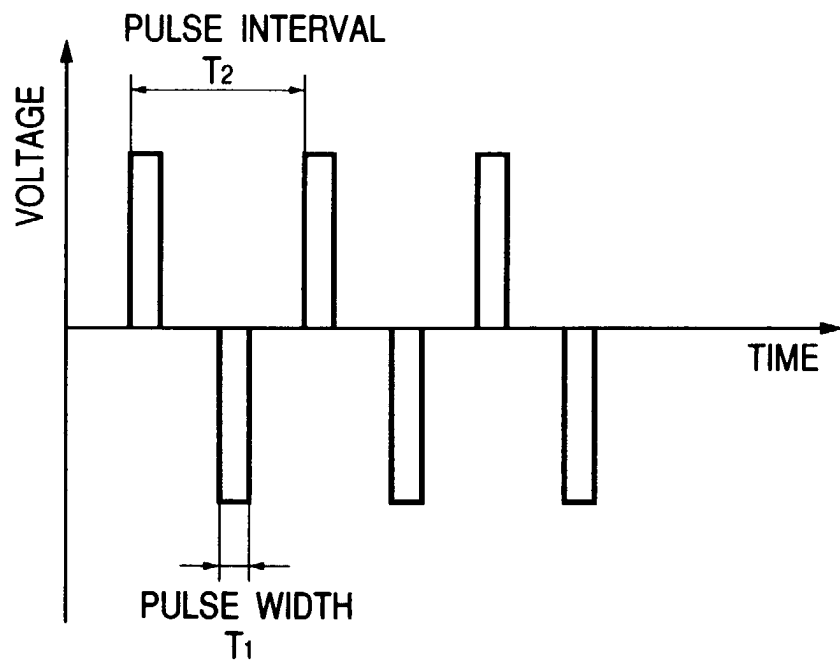 PULSE INTERVAL
T2
VOLTAGE
TIME
PULSE WIDTH
T1